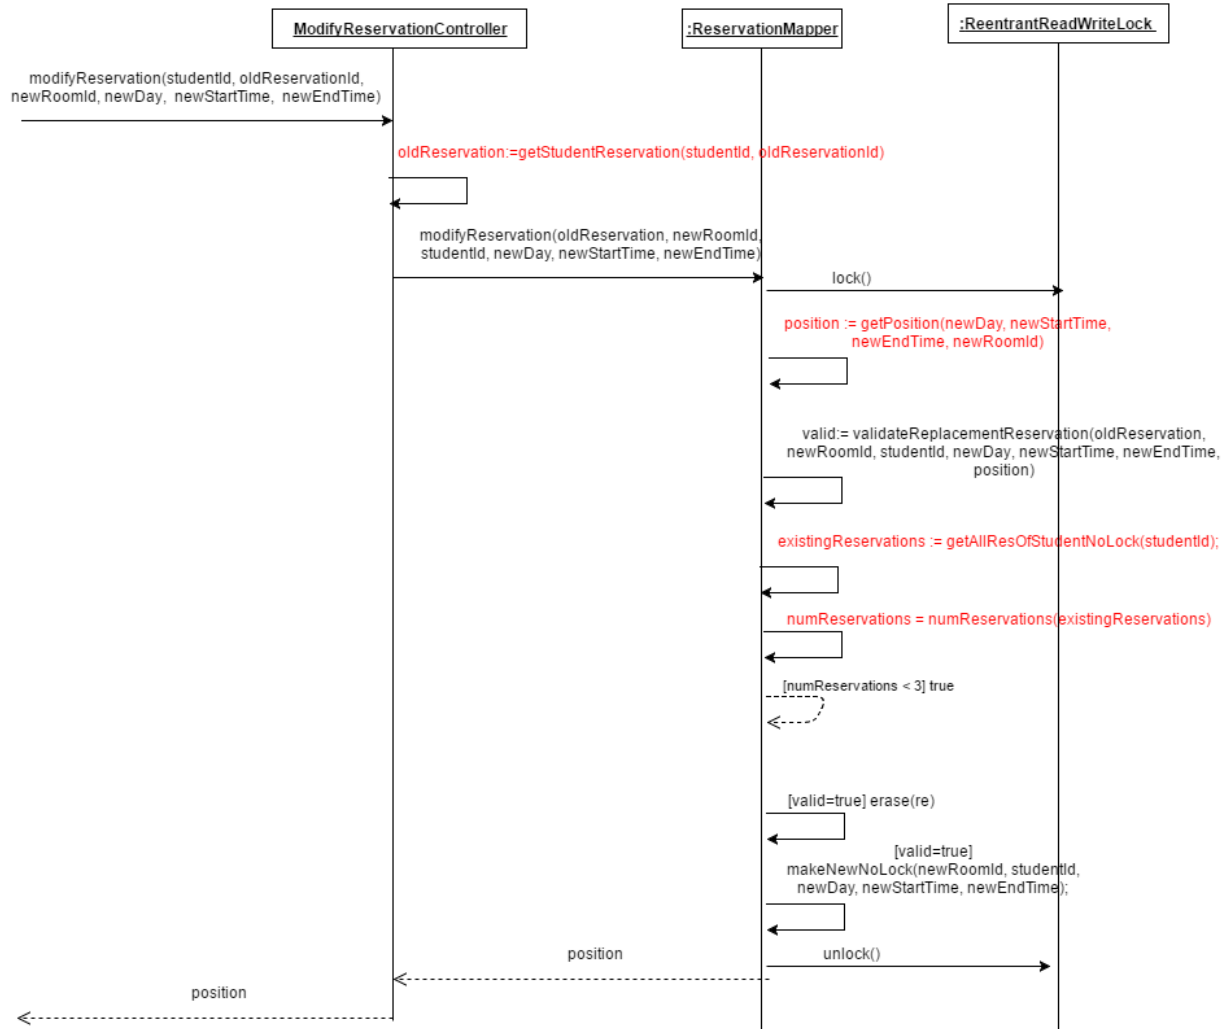 ModifyReservationController
:ReservationMapper
:ReentrantReadWriteLock
modifyReservation(studentId, oldReservationId,
newRoomId, newDay, newStartTime, newEndTime)
oldReservation:=getStudentReservation(studentId, oldReservationId)
modifyReservation(oldReservation, newRoomId,
studentId, newDay, newStartTime, newEndTime)
lock()
position := getPosition(newDay, newStartTime,
newEndTime, newRoomId)
valid:= validateReplacementReservation(oldReservation,
newRoomId, studentId, newDay, newStartTime, newEndTime,
position)
existingReservations := getAllResOfStudentNoLock(studentId);
numReservations = numReservations(existingReservations)
[numReservations < 3] true
[valid=true] erase(re)
[valid=true]
makeNewNoLock(newRoomId, studentId,
newDay, newStartTime, newEndTime);
position
unlock()
position